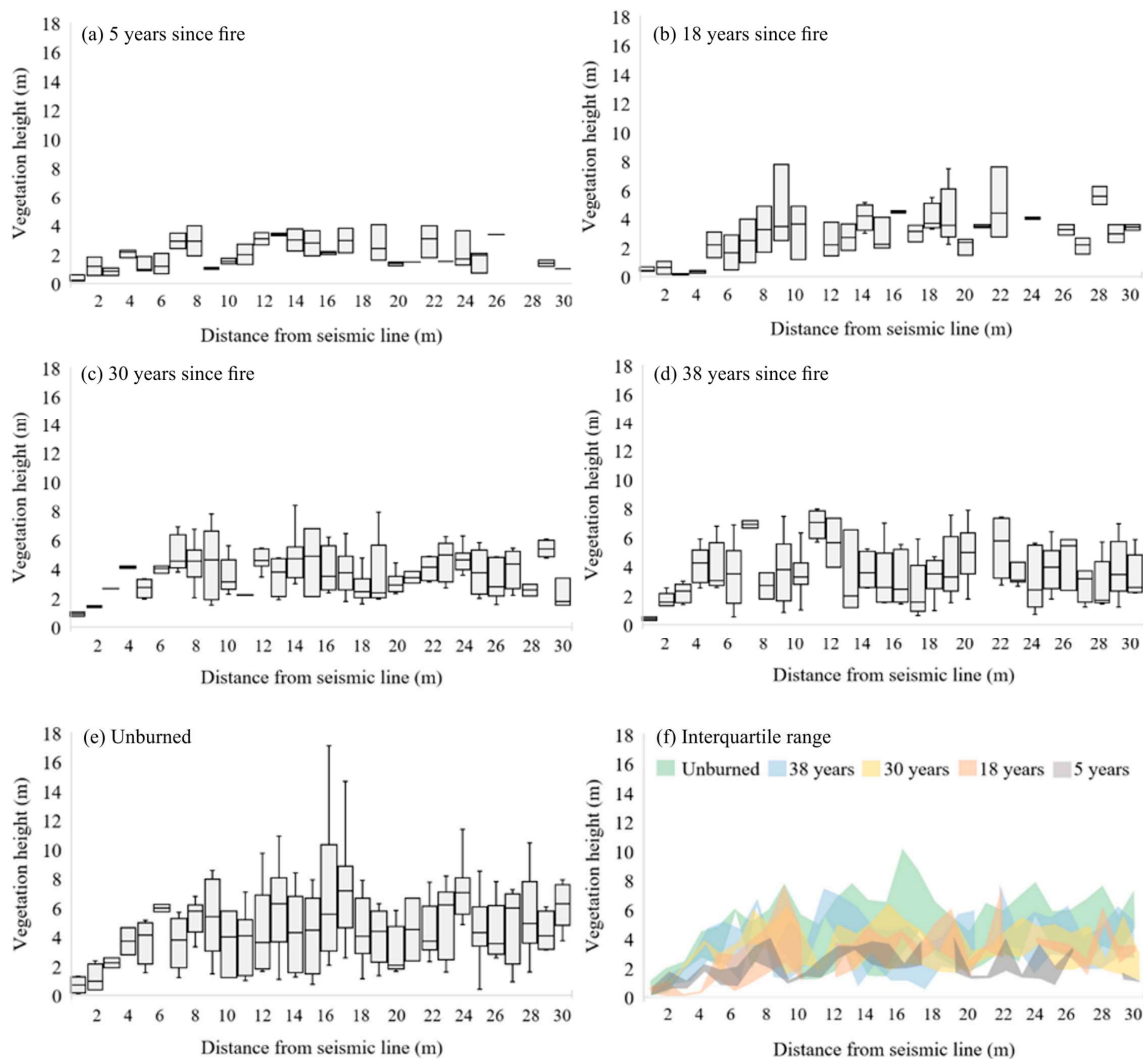 (a) 5 years since fire
Vegetation height (m)
18
16
14
12
10
8
6
4
2
0
2 4 6 8 10 12 14 16 18 20 22 24 26 28 30
Distance from seismic line (m)
(b) 18 years since fire
Vegetation height (m)
18
16
14
12
10
8
6
4
2
0
2 4 6 8 10 12 14 16 18 20 22 24 26 28 30
Distance from seismic line (m)
(c) 30 years since fire
Vegetation height (m)
18
16
14
12
10
8
6
4
2
0
2 4 6 8 10 12 14 16 18 20 22 24 26 28 30
Distance from seismic line (m)
(d) 38 years since fire
Vegetation height (m)
18
16
14
12
10
8
6
4
2
0
2 4 6 8 10 12 14 16 18 20 22 24 26 28 30
Distance from seismic line (m)
(e) Unburned
Vegetation height (m)
18
16
14
12
10
8
6
4
2
0
2 4 6 8 10 12 14 16 18 20 22 24 26 28 30
Distance from seismic line (m)
(f) Interquartile range
Unburned 38 years 30 years 18 years 5 years
Vegetation height (m)
18
16
14
12
10
8
6
4
2
0
2 4 6 8 10 12 14 16 18 20 22 24 26 28 30
Distance from seismic line (m)